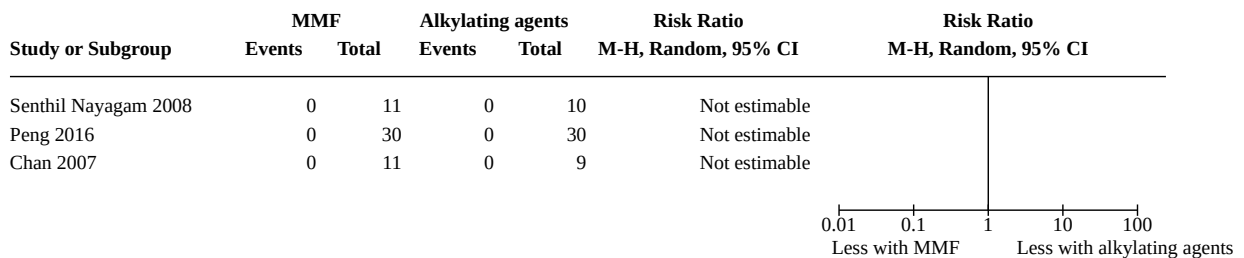 MMF Alkylating agents Risk Ratio Risk Ratio
Study or Subgroup Events Total Events Total M-H, Random, 95% CI M-H, Random, 95% CI
Senthil Nayagam 2008 0 11 0 10 Not estimable
Peng 2016 0 30 0 30 Not estimable
Chan 2007 0 11 0 9 Not estimable
0.01 0.1 1 10 100
Less with MMF Less with alkylating agents